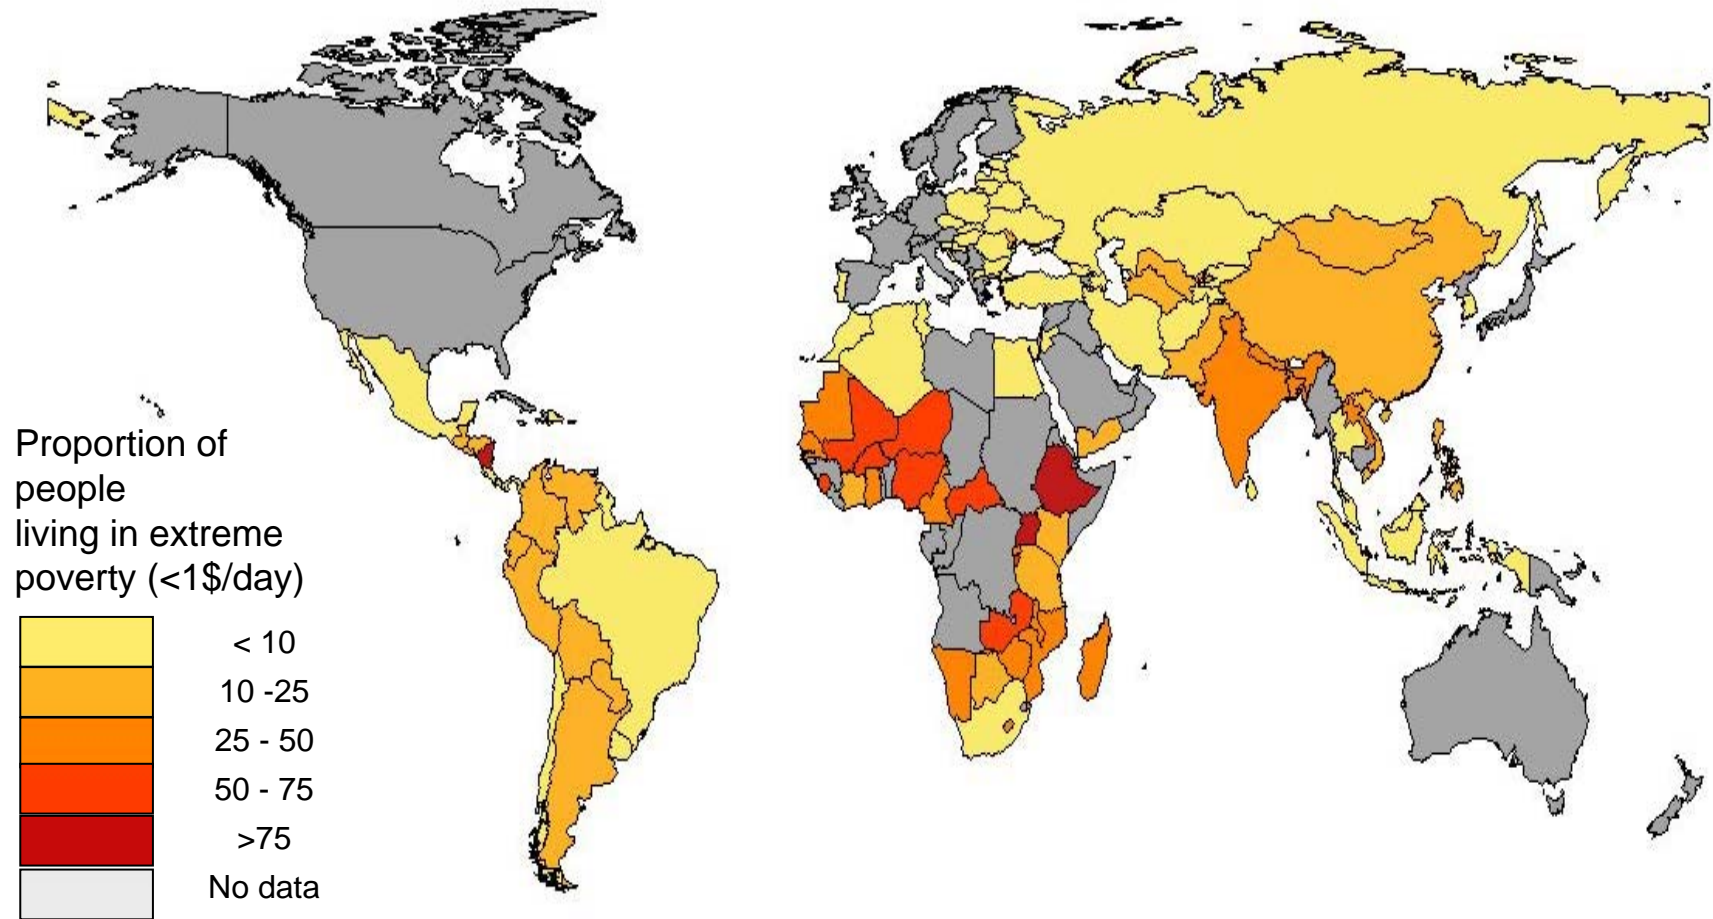 Proportion of
people
living in extreme
poverty (<1$/day)
< 10
10 -25
25 - 50
50 - 75
>75
No data